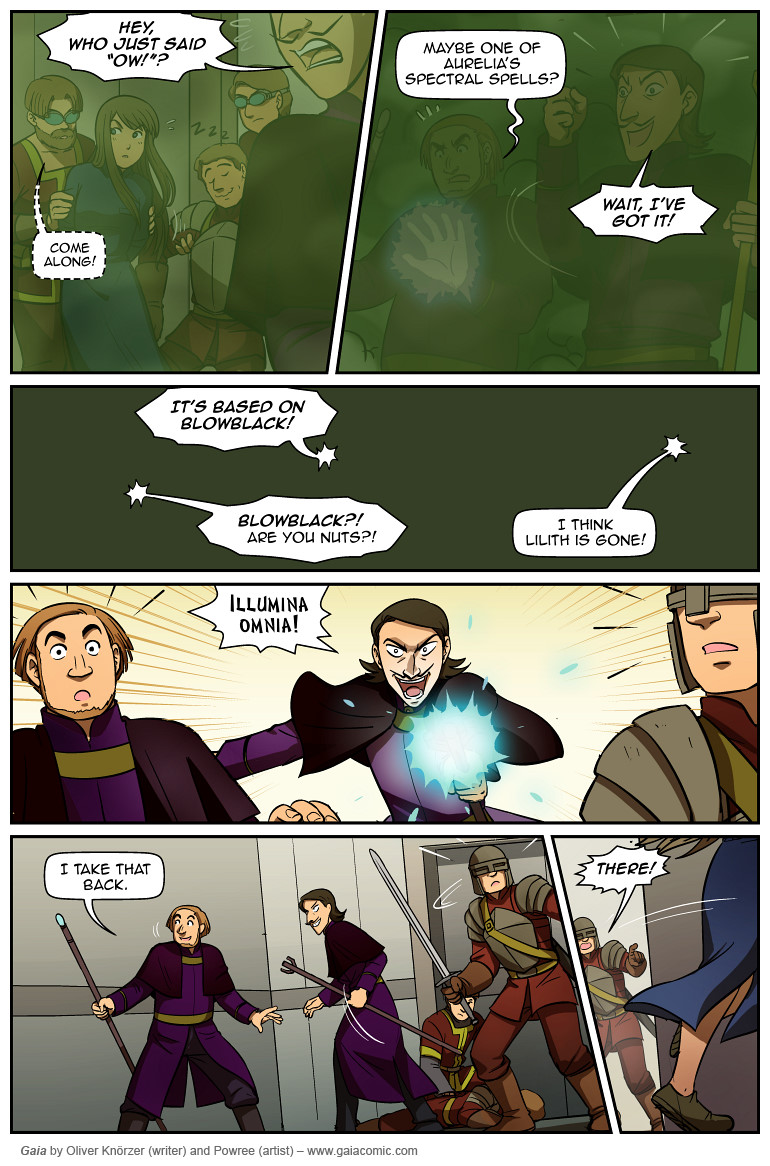 HEY,
WHO JUST SAID
"OW!"?
COME
ALONG!
ZZZ
MAYBE ONE OF
AURELIA'S
SPECTRAL SPELLS?
WAIT, I'VE
GOT IT!
IT'S BASED ON
BLOWBLACK!
BLOWBLACK?!
ARE YOU NUTS?!
I THINK
LILITH IS GONE!
ILLUMINA
OMNIA!
I TAKE THAT
BACK.
THERE!
Gaia by Oliver Knörzer (writer) and Powree (artist) – www.gaiacomic.com